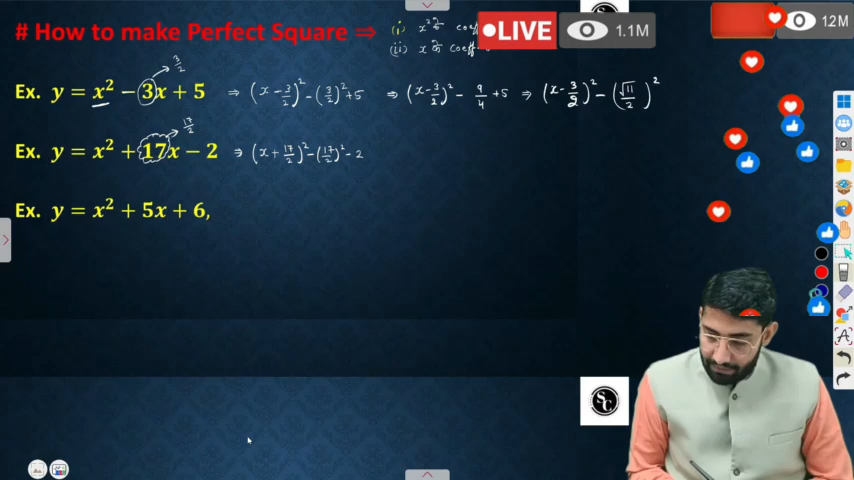 # How to make Perfect Square ⇒ (i) x² के coef
LIVE 1.1M 12M
(ii) x के coeff
3/2
Ex. y = x² − 3x + 5 ⇒ (x − 3/2)² − (3/2)² + 5 ⇒ (x − 3/2)² − 9/4 + 5 ⇒ (x − 3/2)² − (√11/2)²
17/2
Ex. y = x² + 17x − 2 ⇒ (x + 17/2)² − (17/2)² − 2
Ex. y = x² + 5x + 6,
SC